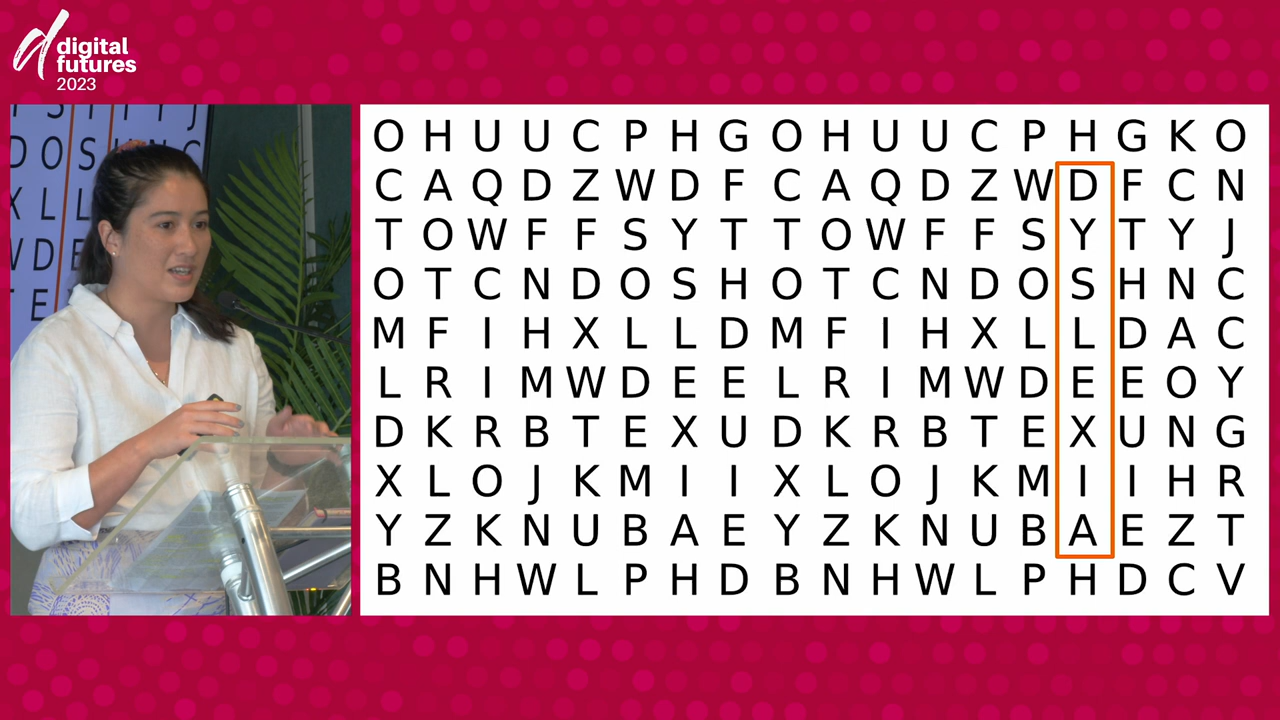 digital
futures
2023
O H U U C P H G O H U U C P H G K O
C A Q D Z W D F C A Q D Z W D F C N
T O W F F S Y T T O W F F S Y T Y J
O T C N D O S H O T C N D O S H N C
M F I H X L L D M F I H X L L D A C
L R I M W D E E L R I M W D E E O Y
D K R B T E X U D K R B T E X U N G
X L O J K M I I X L O J K M I I H R
Y Z K N U B A E Y Z K N U B A E Z T
B N H W L P H D B N H W L P H D C V